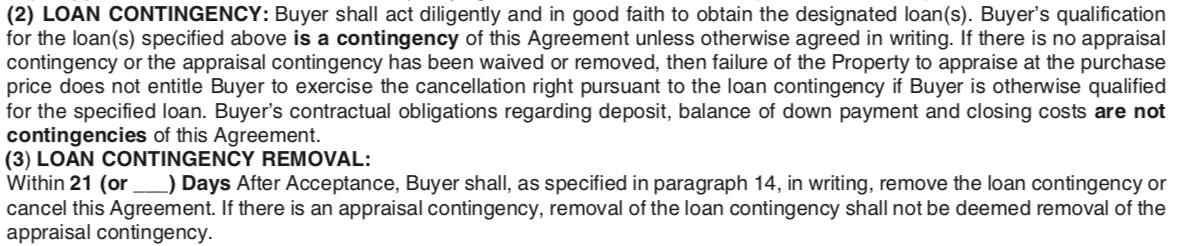 (2) LOAN CONTINGENCY: Buyer shall act diligently and in good faith to obtain the designated loan(s). Buyer's qualification
for the loan(s) specified above is a contingency of this Agreement unless otherwise agreed in writing. If there is no appraisal
contingency or the appraisal contingency has been waived or removed, then failure of the Property to appraise at the purchase
price does not entitle Buyer to exercise the cancellation right pursuant to the loan contingency if Buyer is otherwise qualified
for the specified loan. Buyer's contractual obligations regarding deposit, balance of down payment and closing costs are not
contingencies of this Agreement.
(3) LOAN CONTINGENCY REMOVAL:
Within 21 (or ___) Days After Acceptance, Buyer shall, as specified in paragraph 14, in writing, remove the loan contingency or
cancel this Agreement. If there is an appraisal contingency, removal of the loan contingency shall not be deemed removal of the
appraisal contingency.